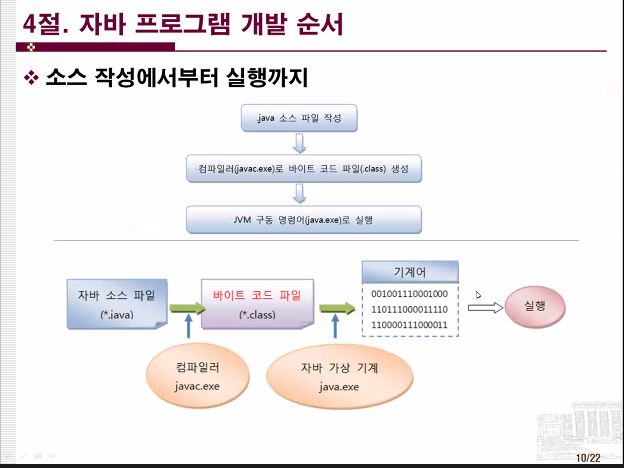 4절. 자바 프로그램 개발 순서
소스 작성에서부터 실행까지
.java 소스 파일 작성
컴파일러(javac.exe)로 바이트 코드 파일(.class) 생성
JVM 구동 명령어(java.exe)로 실행
자바 소스 파일
(*.java)
바이트 코드 파일
(*.class)
기계어
001001110001000
110111000011110
110000111000011
실행
컴파일러
javac.exe
자바 가상 기계
java.exe
10/22